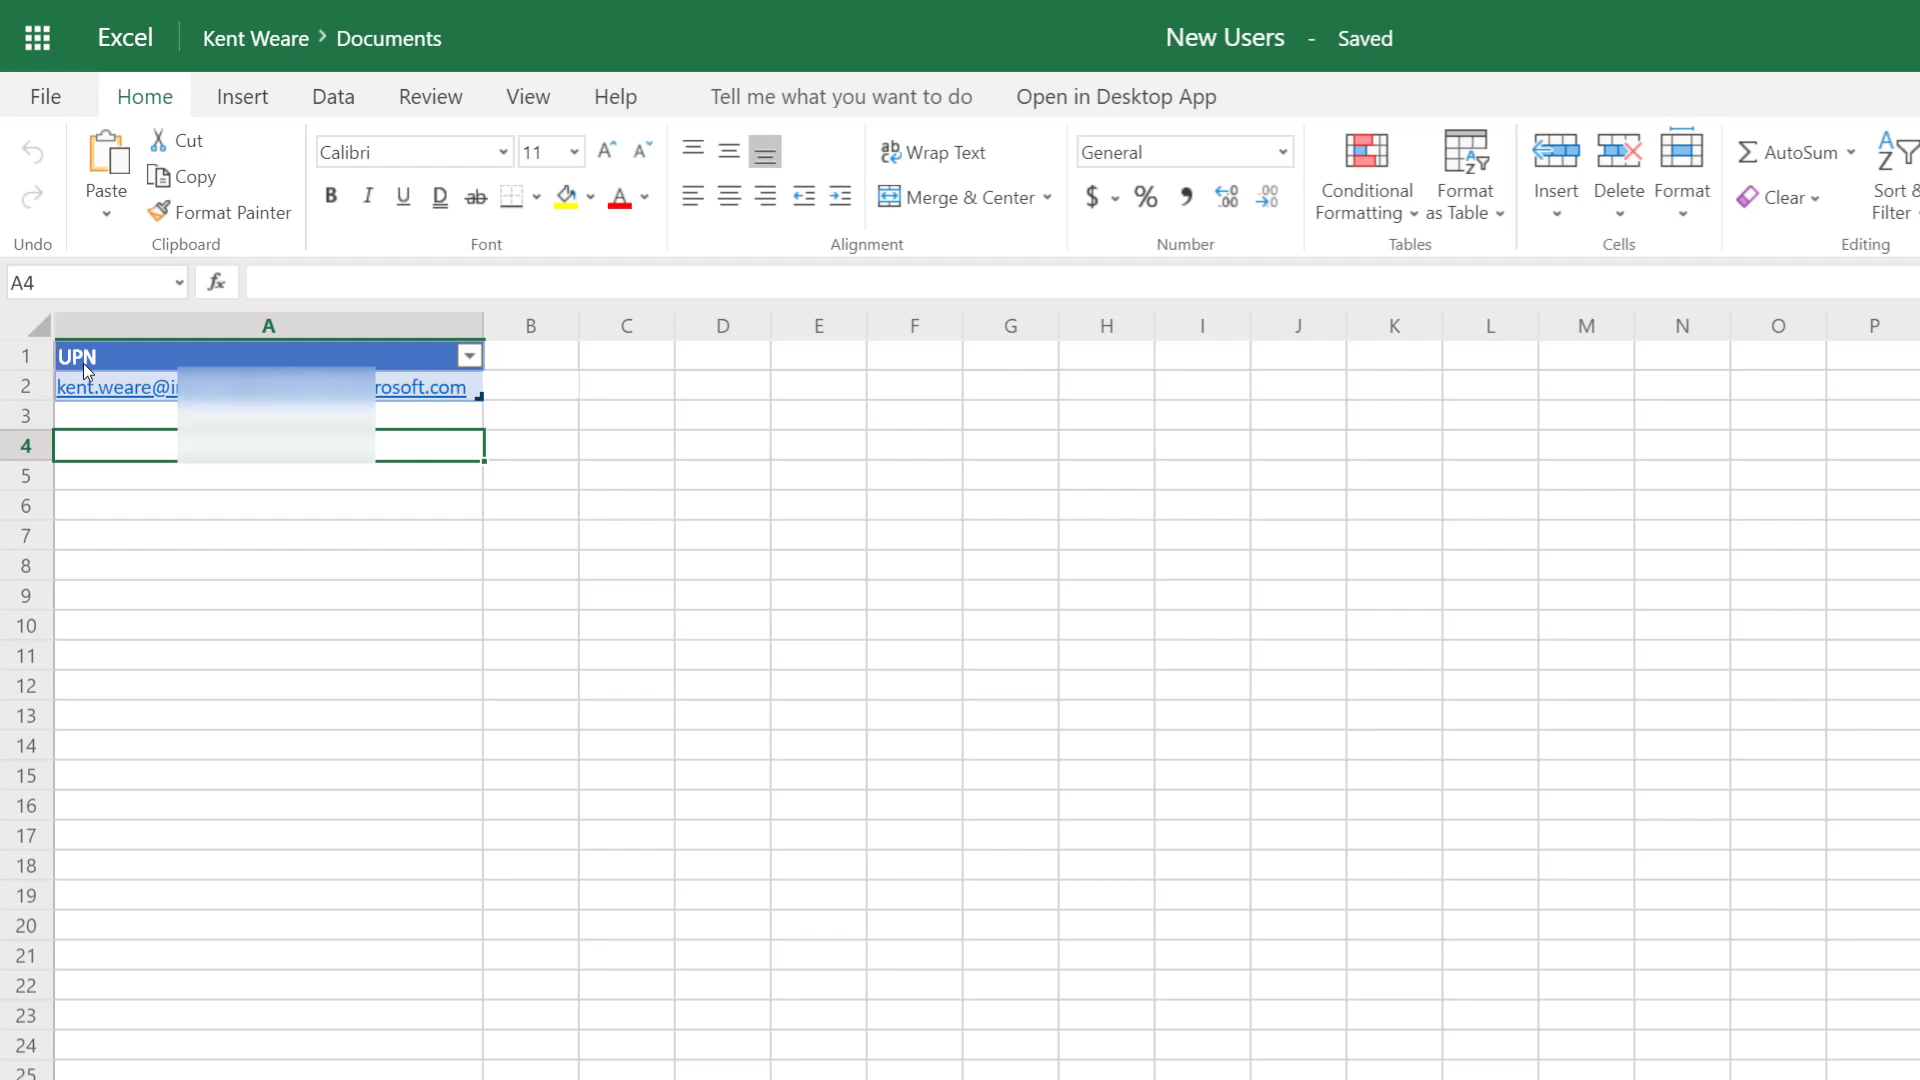 Excel Kent Weare > Documents New Users - Saved
File Home Insert Data Review View Help Tell me what you want to do Open in Desktop App
Cut
Copy
Format Painter
Paste
Calibri 11
B I U D ab
Wrap Text
Merge & Center
General
$ % 9
Conditional Formatting
Format as Table
Insert Delete Format
AutoSum
Clear
Sort &
Filter
Undo Clipboard Font Alignment Number Tables Cells Editing
A4 fx
A B C D E F G H I J K L M N O P
1 UPN
2 kent.weare@ rosoft.com
3
4
5
6
7
8
9
10
11
12
13
14
15
16
17
18
19
20
21
22
23
24
25